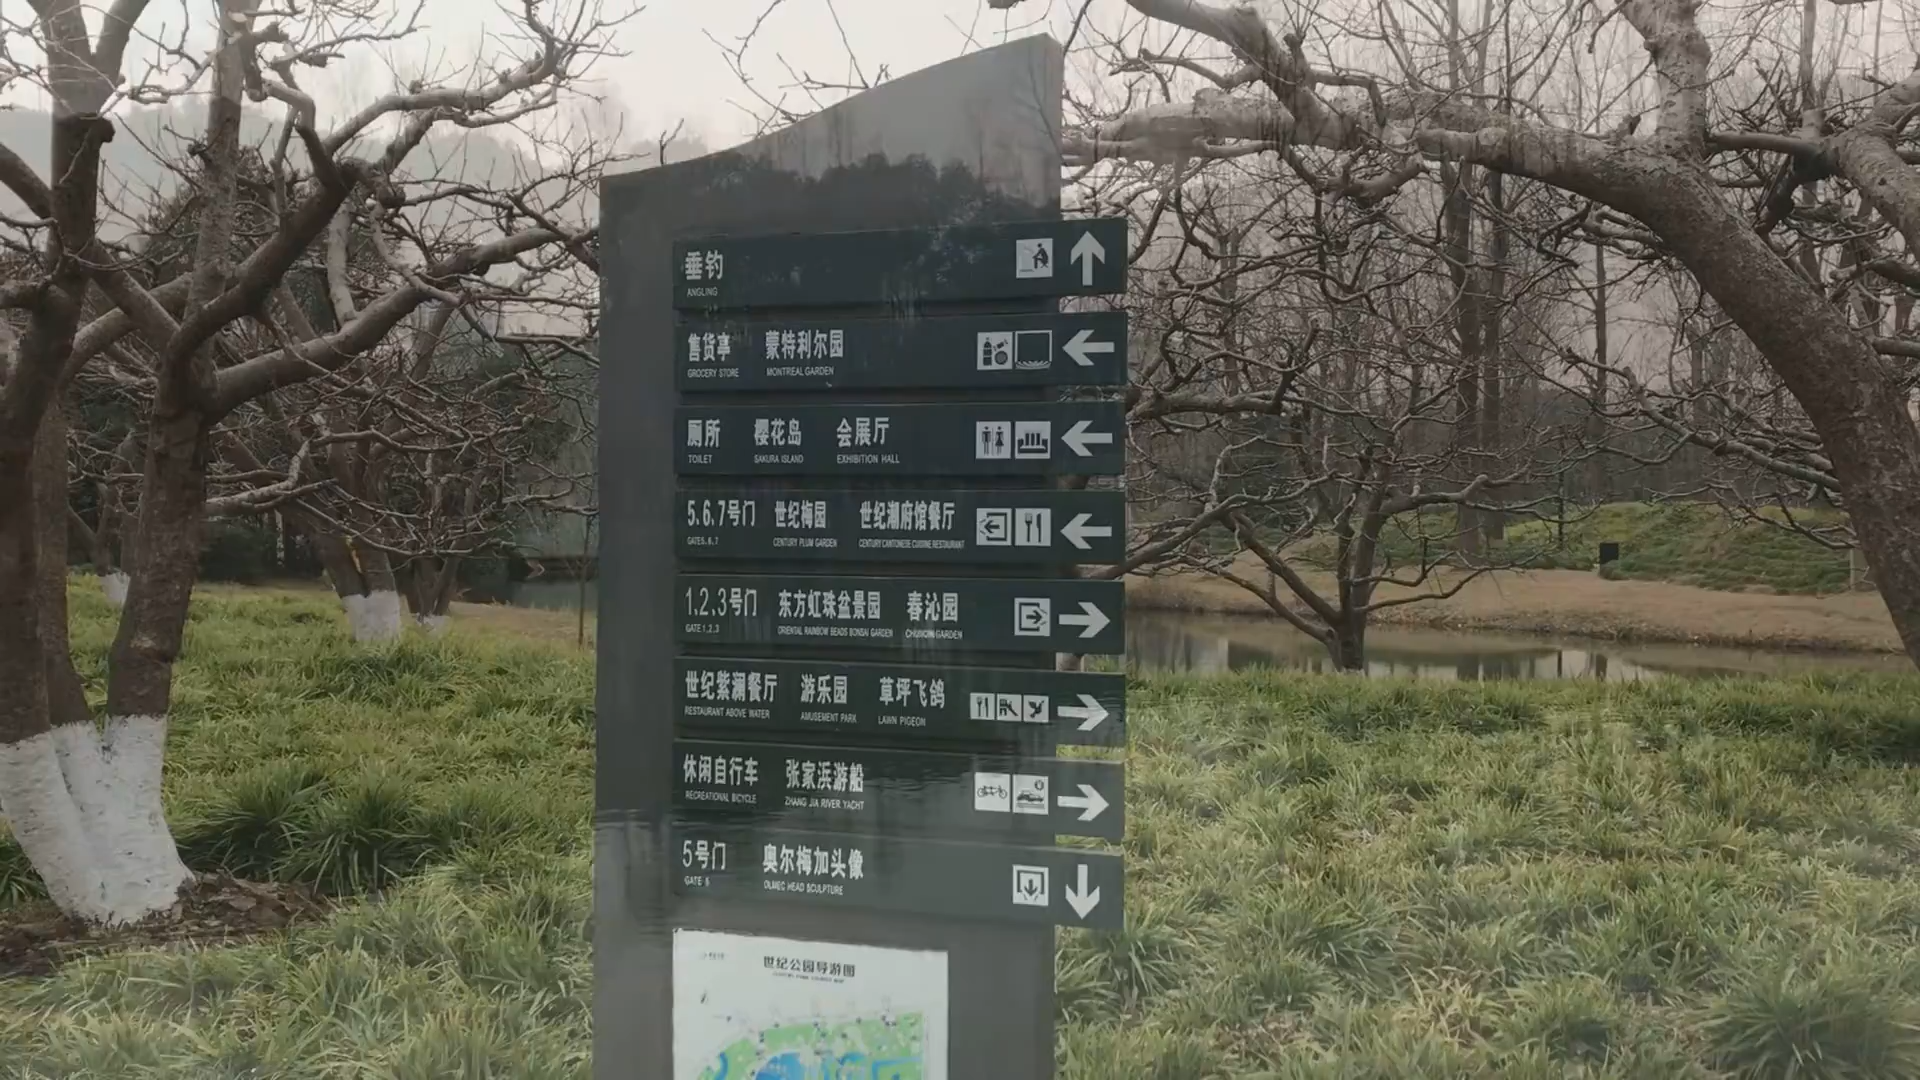 垂钓
ANGLING
售货亭 蒙特利尔园
GROCERY STORE MONTREAL GARDEN
厕所 樱花岛 会展厅
TOILET SAKURA ISLAND EXHIBITION HALL
5.6.7号门 世纪梅园 世纪潮府馆餐厅
GATE5.6.7 CENTURY PLUM GARDEN CENTURY CANTONESE CUISINE RESTAURANT
1.2.3号门 东方虹珠盆景园 春沁园
GATE 1.2.3 ORIENTAL RAINBOW BEADS BONSAI GARDEN CHUNQIN GARDEN
世纪紫澜餐厅 游乐园 草坪飞鸽
RESTAURANT ABOVE WATER AMUSEMENT PARK LAWN PIGEON
休闲自行车 张家浜游船
RECREATIONAL BICYCLE ZHANG JIA RIVER YACHT
5号门 奥尔梅加头像
GATE 5 OLMEC HEAD SCULPTURE
世纪公园导游图